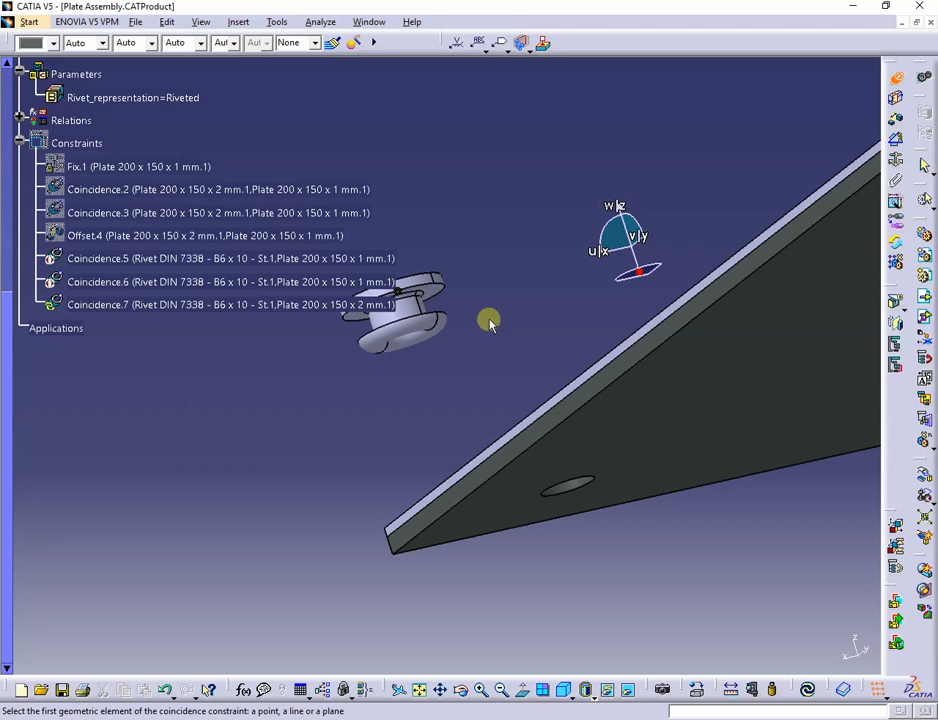 CATIA V5 - [Plate Assembly.CATProduct]
Start ENOVIA V5 VPM File Edit View Insert Tools Analyze Window Help
Auto Auto Auto Aut Aut None
Parameters
Rivet_representation=Riveted
Relations
Constraints
Fix.1 (Plate 200 x 150 x 1 mm.1)
Coincidence.2 (Plate 200 x 150 x 2 mm.1,Plate 200 x 150 x 1 mm.1)
Coincidence.3 (Plate 200 x 150 x 2 mm.1,Plate 200 x 150 x 1 mm.1)
Offset.4 (Plate 200 x 150 x 2 mm.1,Plate 200 x 150 x 1 mm.1)
Coincidence.5 (Rivet DIN 7338 - B6 x 10 - St.1,Plate 200 x 150 x 1 mm.1)
Coincidence.6 (Rivet DIN 7338 - B6 x 10 - St.1,Plate 200 x 150 x 1 mm.1)
Coincidence.7 (Rivet DIN 7338 - B6 x 10 - St.1,Plate 200 x 150 x 2 mm.1)
Applications
w|z
v|y
u|x
z
x y
Select the first geometric element of the coincidence constraint: a point, a line or a plane
CATIA